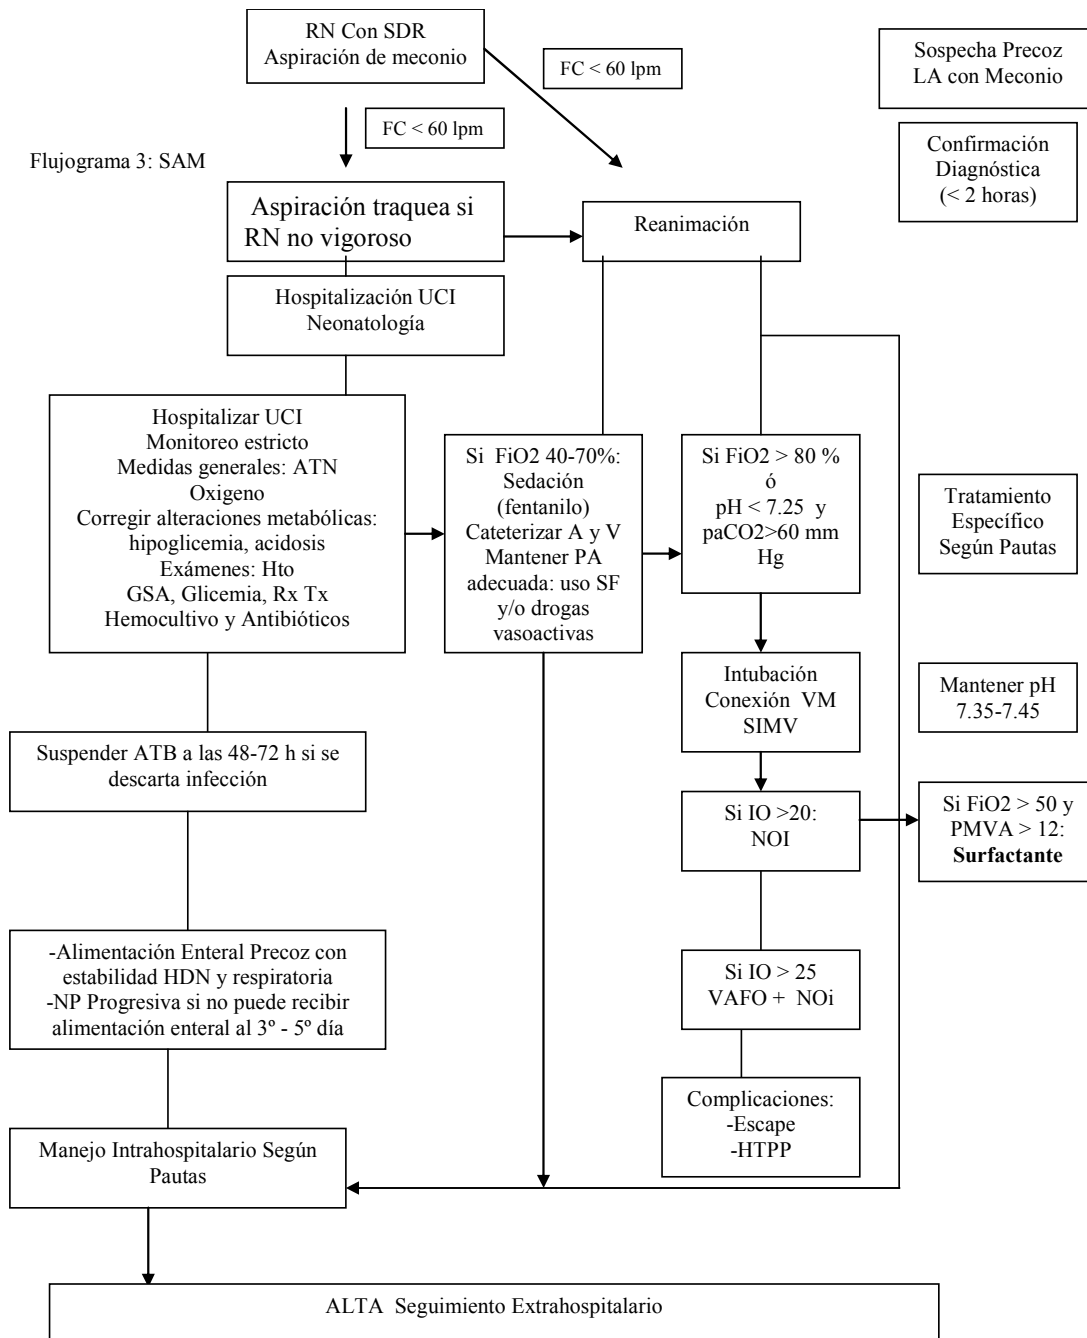 RN Con SDR
Aspiración de meconio
FC < 60 lpm
Sospecha Precoz
LA con Meconio
FC < 60 lpm
Confirmación
Diagnóstica
(< 2 horas)
Flujograma 3: SAM
Aspiración traquea si
RN no vigoroso
Reanimación
Hospitalización UCI
Neonatología
Hospitalizar UCI
Monitoreo estricto
Medidas generales: ATN
Oxigeno
Corregir alteraciones metabólicas:
hipoglicemia, acidosis
Exámenes: Hto
GSA, Glicemia, Rx Tx
Hemocultivo y Antibióticos
Si FiO2 40-70%:
Sedación
(fentanilo)
Cateterizar A y V
Mantener PA
adecuada: uso SF
y/o drogas
vasoactivas
Si FiO2 > 80 %
ó
pH < 7.25 y
paCO2>60 mm
Hg
Tratamiento
Específico
Según Pautas
Intubación
Conexión VM
SIMV
Mantener pH
7.35-7.45
Suspender ATB a las 48-72 h si se
descarta infección
Si IO >20:
NOI
Si FiO2 > 50 y
PMVA > 12:
Surfactante
-Alimentación Enteral Precoz con
estabilidad HDN y respiratoria
-NP Progresiva si no puede recibir
alimentación enteral al 3º - 5º día
Si IO > 25
VAFO + NOi
Complicaciones:
-Escape
-HTPP
Manejo Intrahospitalario Según
Pautas
ALTA Seguimiento Extrahospitalario